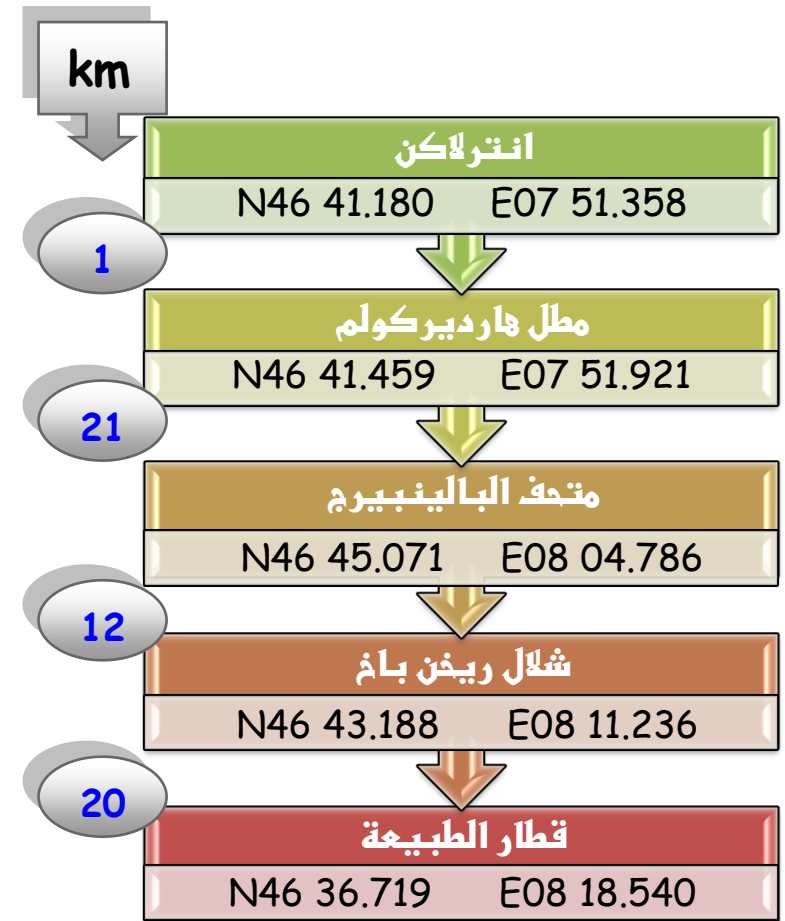 km
انترلاكن
N46 41.180 E07 51.358
1
مطل هارديركولم
N46 41.459 E07 51.921
21
متحف البالينبيرج
N46 45.071 E08 04.786
12
شلال ريخن باخ
N46 43.188 E08 11.236
20
قطار الطبيعة
N46 36.719 E08 18.540